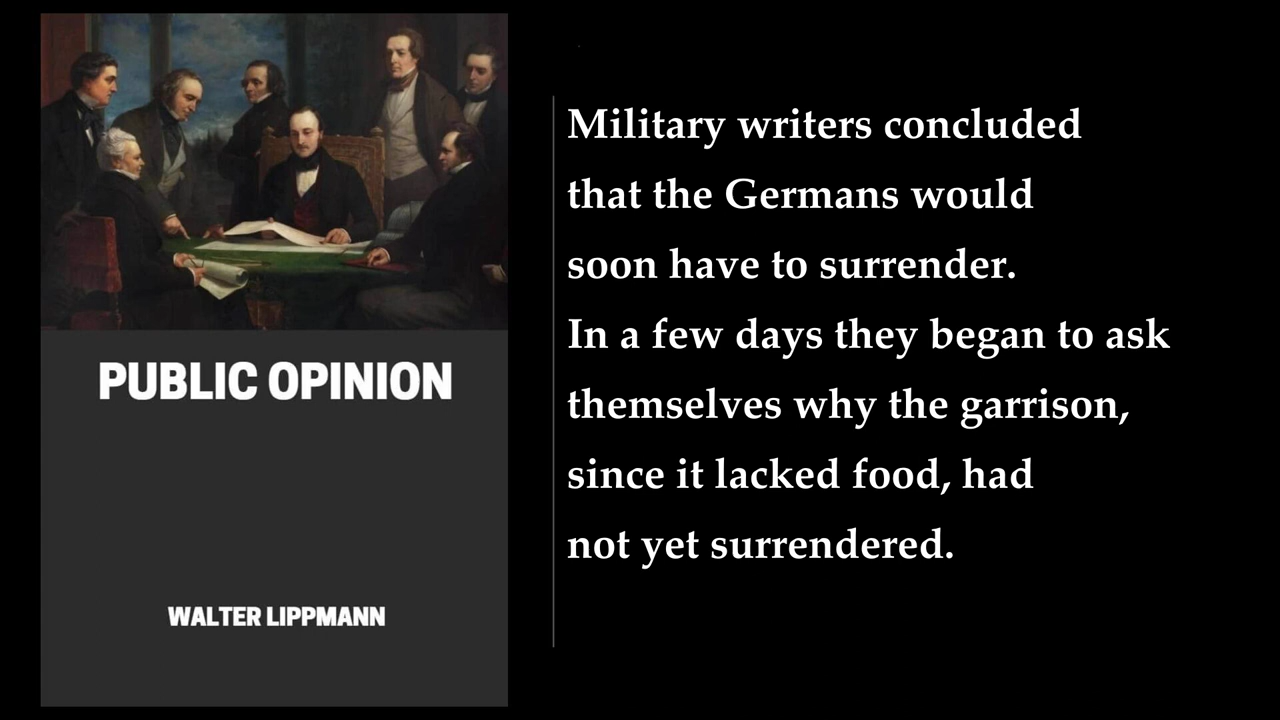 PUBLIC OPINION
WALTER LIPPMANN
Military writers concluded
that the Germans would
soon have to surrender.
In a few days they began to ask
themselves why the garrison,
since it lacked food, had
not yet surrendered.